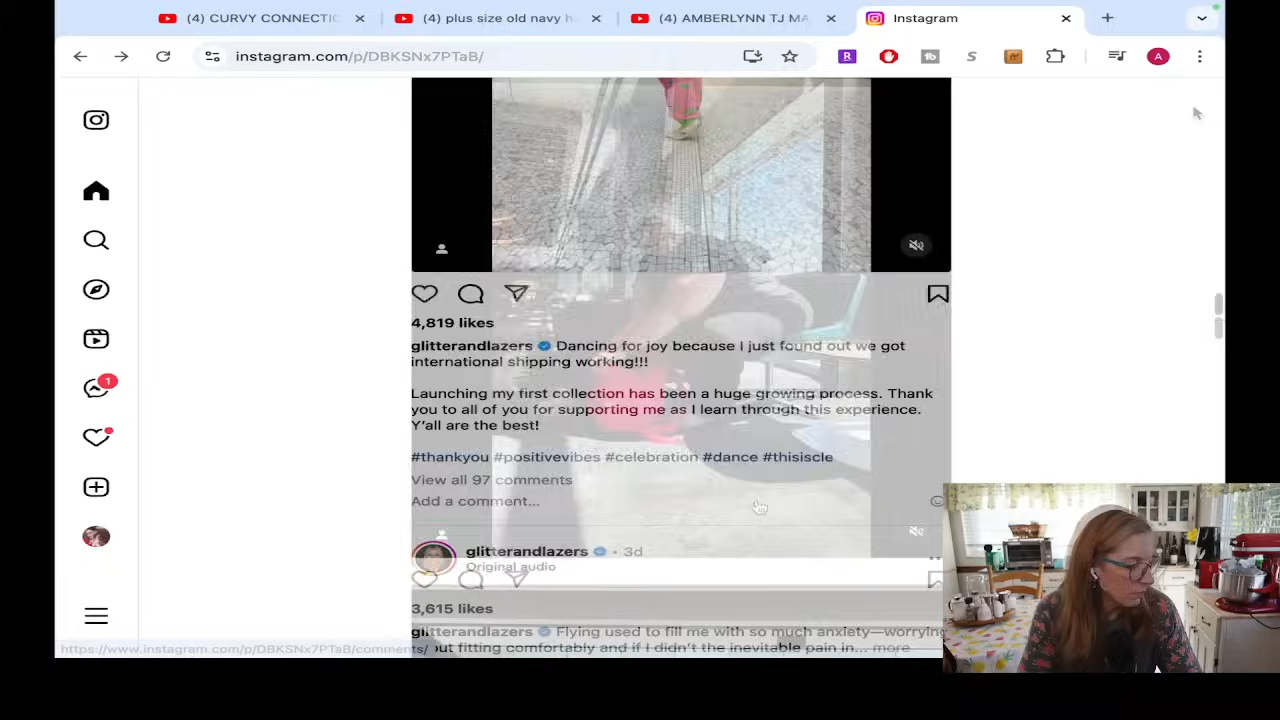 (4) CURVY CONNECTIC
(4) plus size old navy h
(4) AMBERLYNN TJ MA
Instagram
instagram.com/p/DBKSNx7PTaB/
R
tb
S
A
1
4,819 likes
glitterandlazers Dancing for joy because I just found out we got
international shipping working!!!
Launching my first collection has been a huge growing process. Thank
you to all of you for supporting me as I learn through this experience.
Y'all are the best!
#thankyou #positivevibes #celebration #dance #thisiscle
View all 97 comments
Add a comment...
glitterandlazers • 3d
Original audio
3,615 likes
glitterandlazers Flying used to fill me with so much anxiety—worrying
out fitting comfortably and if I didn't the inevitable pain in... more
https://www.instagram.com/p/DBKSNx7PTaB/comments/